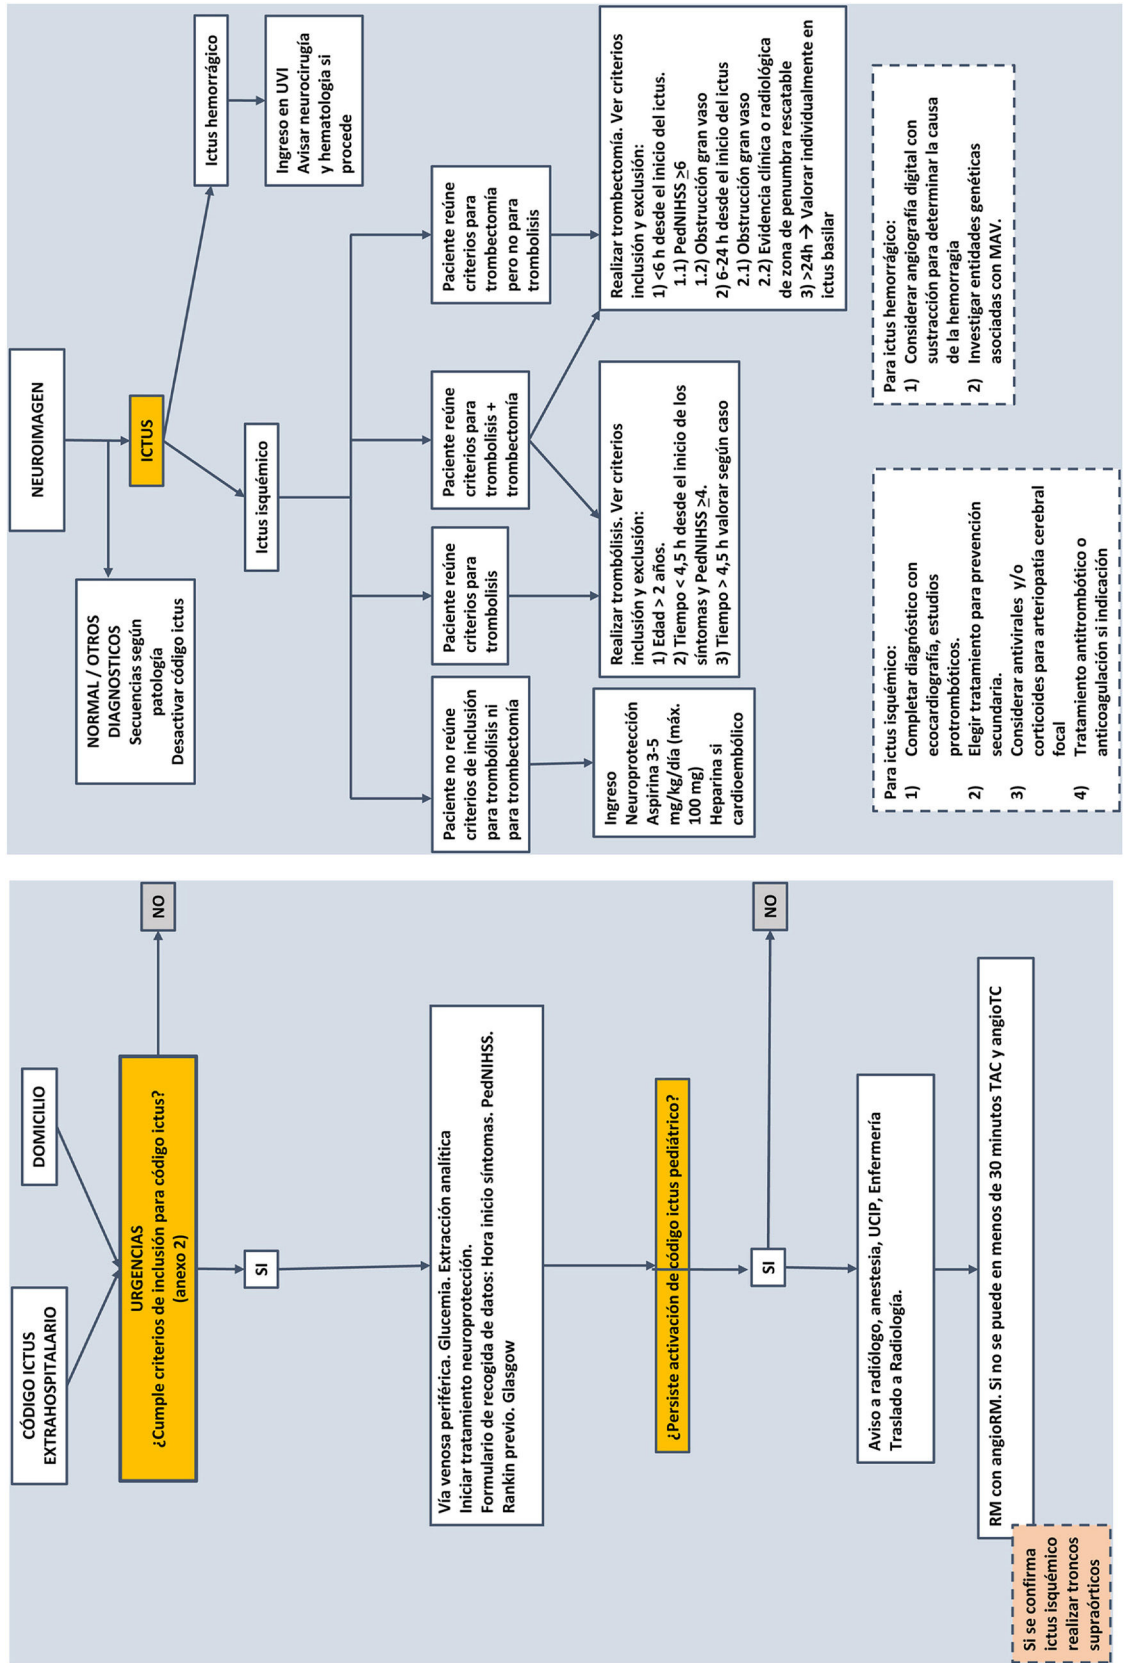 CÓDIGO ICTUS
EXTRAHOSPITALARIO
DOMICILIO
URGENCIAS
¿Cumple criterios de inclusión para código ictus?
(anexo 2)
NO
SI
Vía venosa periférica. Glucemia. Extracción analítica
Iniciar tratamiento neuroprotección.
Formulario de recogida de datos: Hora inicio síntomas. PedNIHSS.
Rankin previo. Glasgow
¿Persiste activación de código ictus pediátrico?
NO
SI
Aviso a radiólogo, anestesia, UCIP, Enfermería
Traslado a Radiología.
RM con angioRM. Si no se puede en menos de 30 minutos TAC y angioTC
Si se confirma
ictus isquémico
realizar troncos
supraórticos
NEUROIMAGEN
NORMAL / OTROS
DIAGNOSTICOS
Secuencias según
patología
Desactivar código ictus
ICTUS
Ictus hemorrágico
Ingreso en UVI
Avisar neurocirugía
y hematologia si
procede
Ictus isquémico
Paciente no reúne
criterios de inclusión
para trombólisis ni
para trombectomía
Paciente reúne
criterios para
trombolisis
Paciente reúne
criterios para
trombolisis +
trombectomía
Paciente reúne
criterios para
trombectomía
pero no para
trombolisis
Ingreso
Neuroprotección
Aspirina 3-5
mg/kg/día (máx.
100 mg)
Heparina si
cardioembólico
Realizar trombólisis. Ver criterios
inclusión y exclusión:
1) Edad > 2 años.
2) Tiempo < 4,5 h desde el inicio de los
síntomas y PedNIHSS ≥4.
3) Tiempo > 4,5 h valorar según caso
Realizar trombectomía. Ver criterios
inclusión y exclusión:
1) <6 h desde el inicio del ictus.
1.1) PedNIHSS ≥6
1.2) Obstrucción gran vaso
2) 6-24 h desde el inicio del ictus
2.1) Obstrucción gran vaso
2.2) Evidencia clínica o radiológica
de zona de penumbra rescatable
3) >24h → Valorar individualmente en
ictus basilar
Para ictus isquémico:
1) Completar diagnóstico con
ecocardiografía, estudios
protrombóticos.
2) Elegir tratamiento para prevención
secundaria.
3) Considerar antivirales y/o
corticoides para arteriopatía cerebral
focal
4) Tratamiento antitrombótico o
anticoagulación si indicación
Para ictus hemorrágico:
1) Considerar angiografía digital con
sustracción para determinar la causa
de la hemorragia
2) Investigar entidades genéticas
asociadas con MAV.